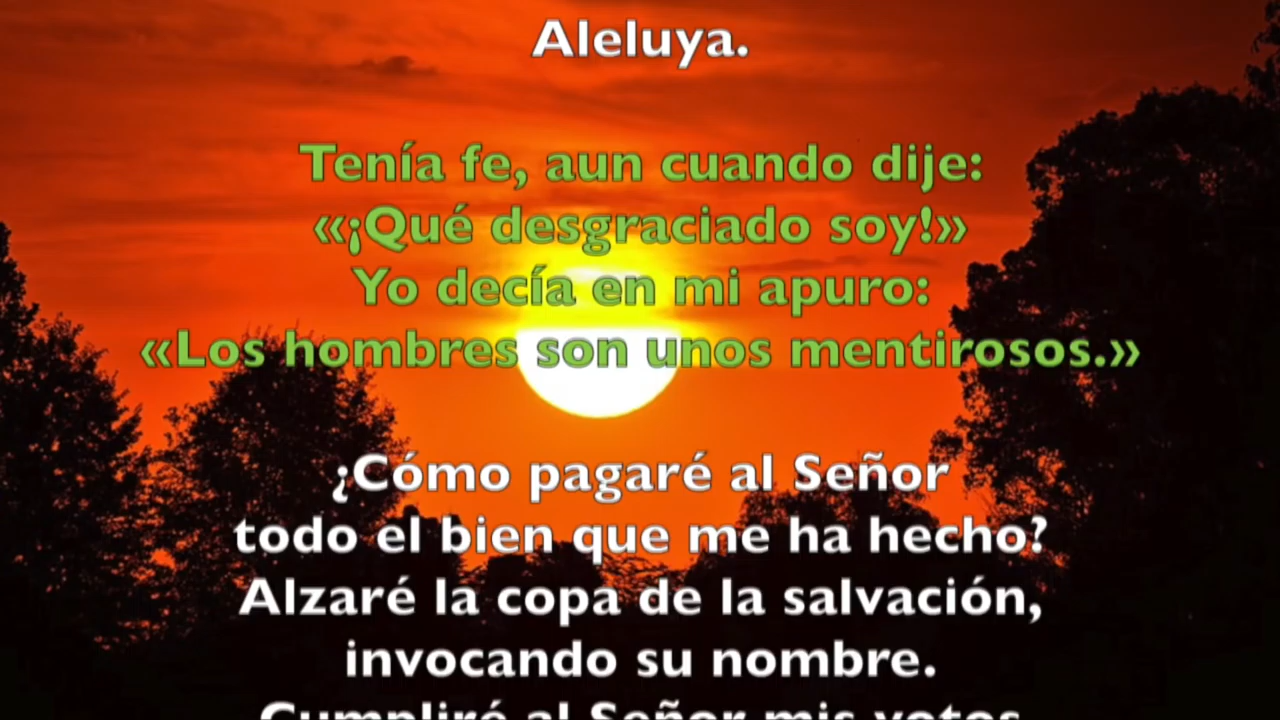 Aleluya.
Tenía fe, aun cuando dije:
«¡Qué desgraciado soy!»
Yo decía en mi apuro:
«Los hombres son unos mentirosos.»
¿Cómo pagaré al Señor
todo el bien que me ha hecho?
Alzaré la copa de la salvación,
invocando su nombre.
Cumpliré al Señor mis votos